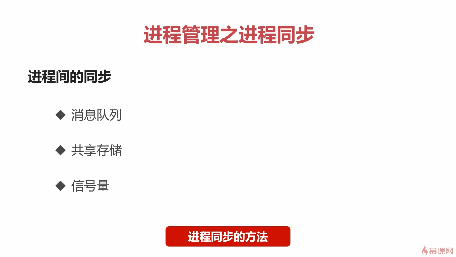 进程管理之进程同步
进程间的同步
◆ 消息队列
◆ 共享存储
◆ 信号量
进程同步的方法
慕课网